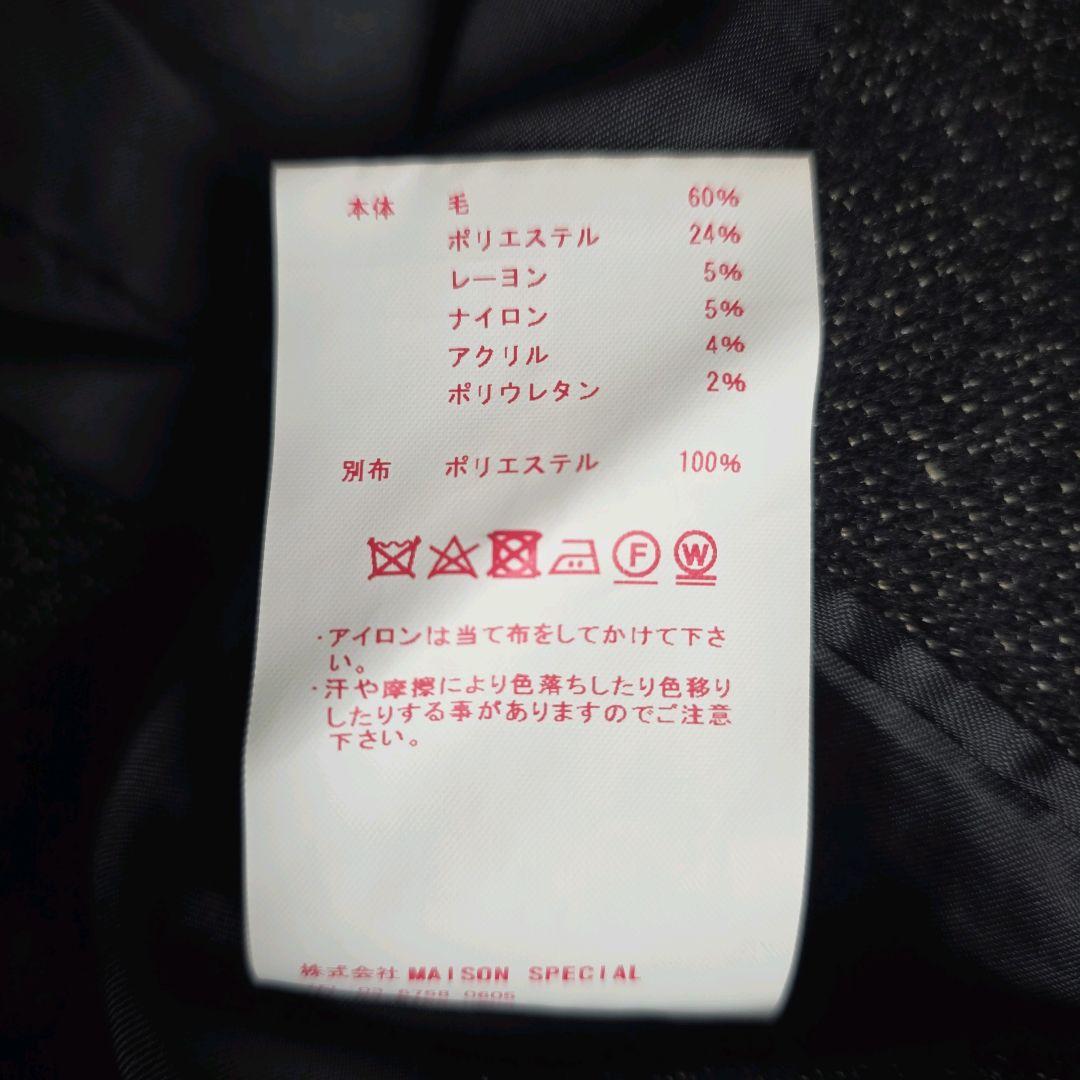 本体 毛 60%
ポリエステル 24%
レーヨン 5%
ナイロン 5%
アクリル 4%
ポリウレタン 2%
別布 ポリエステル 100%
F W
・アイロンは当て布をしてかけて下さ
い。
・汗や摩擦により色落ちしたり色移り
したりする事がありますのでご注意
下さい。
株式会社 MAISON SPECIAL